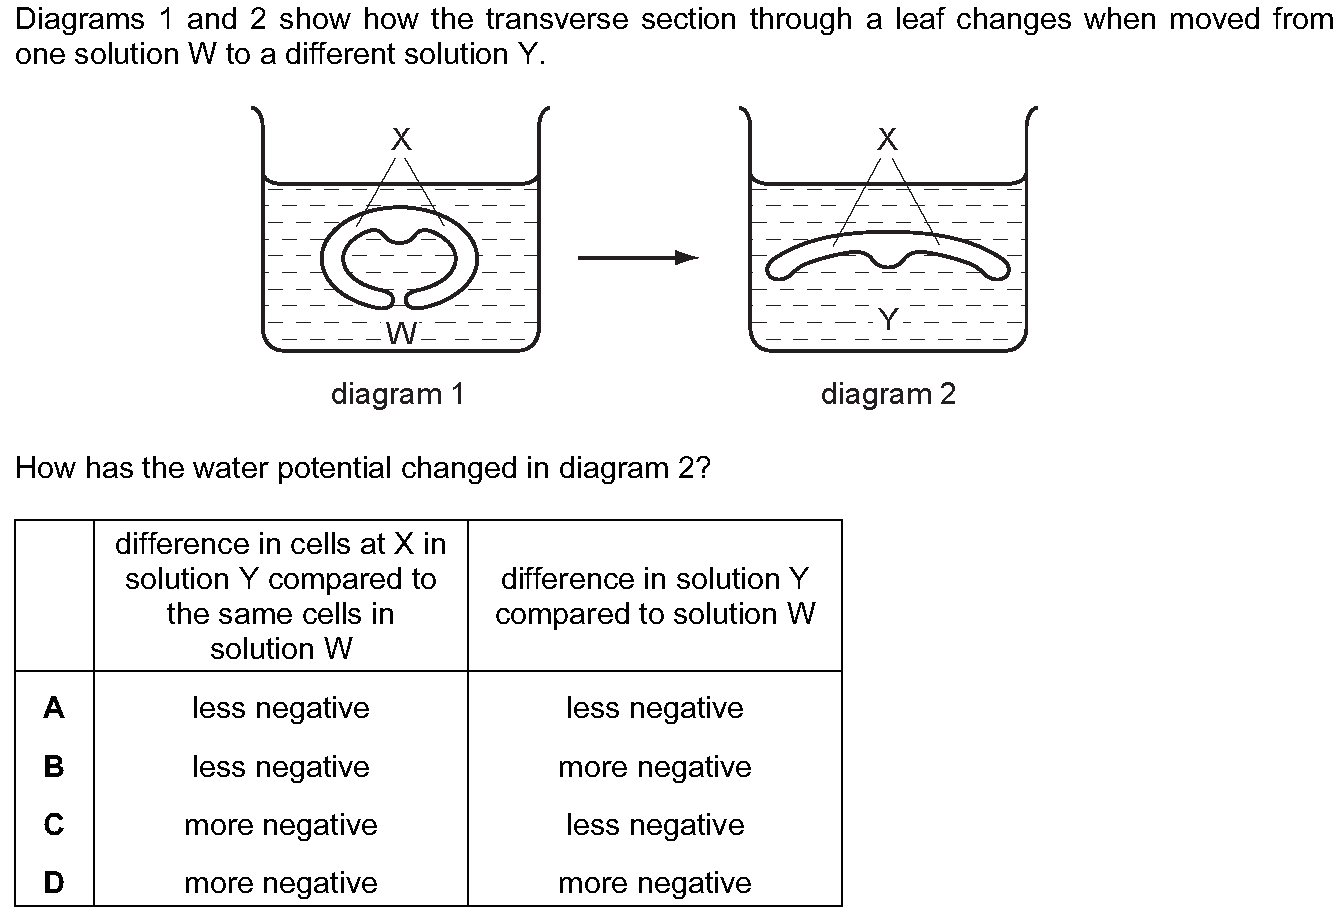 Diagrams 1 and 2 show how the transverse section through a leaf changes when moved from
one solution W to a different solution Y.
X
X
W
Y
diagram 1
diagram 2
How has the water potential changed in diagram 2?
difference in cells at X in
solution Y compared to
the same cells in
solution W
difference in solution Y
compared to solution W
A less negative less negative
B less negative more negative
C more negative less negative
D more negative more negative